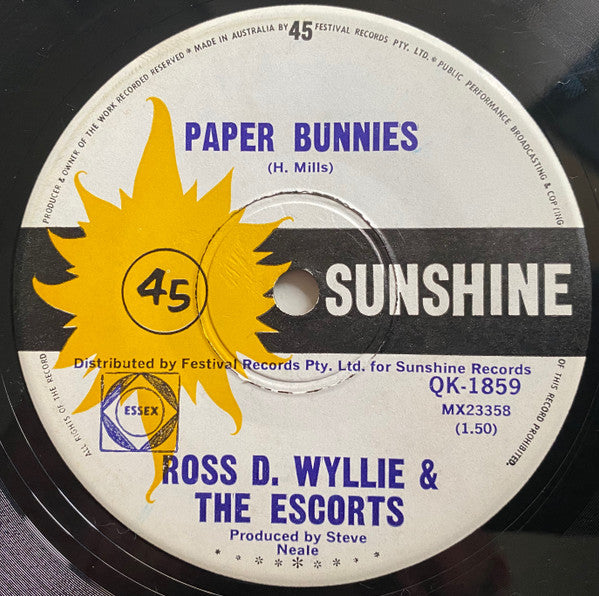 PRODUCER & OWNER OF THE WORK RECORDED RESERVED * MADE IN AUSTRALIA BY 45 FESTIVAL RECORDS PTY. LTD. * PUBLIC PERFORMANCE BROADCASTING & COPYING
PAPER BUNNIES
(H. Mills)
45
SUNSHINE
Distributed by Festival Records Pty. Ltd. for Sunshine Records
QK-1859
MX23358
(1.50)
ESSEX
ALL RIGHTS OF THE RECORD
OF THIS RECORD PROHIBITED.
ROSS D. WYLLIE &
THE ESCORTS
Produced by Steve
Neale